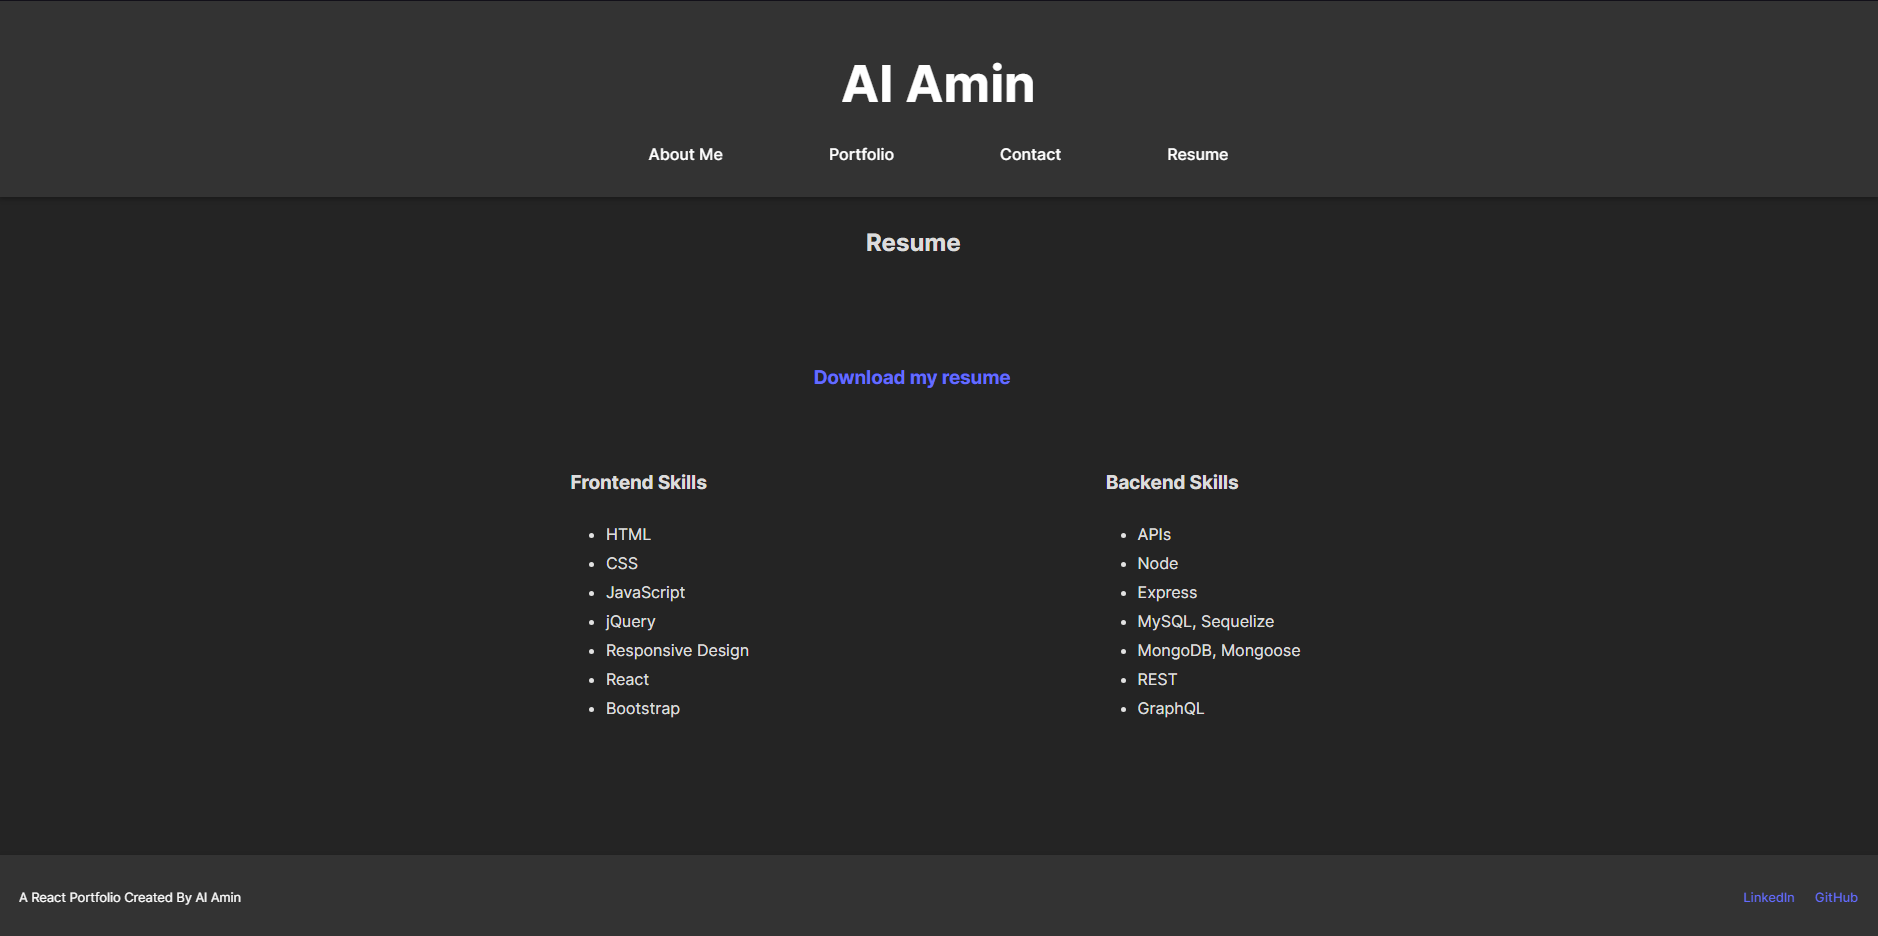 Al Amin
About Me Portfolio Contact Resume
Resume
Download my resume
Frontend Skills
HTML
CSS
JavaScript
jQuery
Responsive Design
React
Bootstrap
Backend Skills
APIs
Node
Express
MySQL, Sequelize
MongoDB, Mongoose
REST
GraphQL
A React Portfolio Created By Al Amin
LinkedIn GitHub